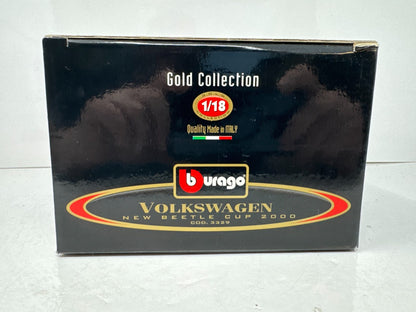 Gold Collection
1/18
Quality Made in ITALY
burago
VOLKSWAGEN
NEW BEETLE CUP 2000
COD. 3329